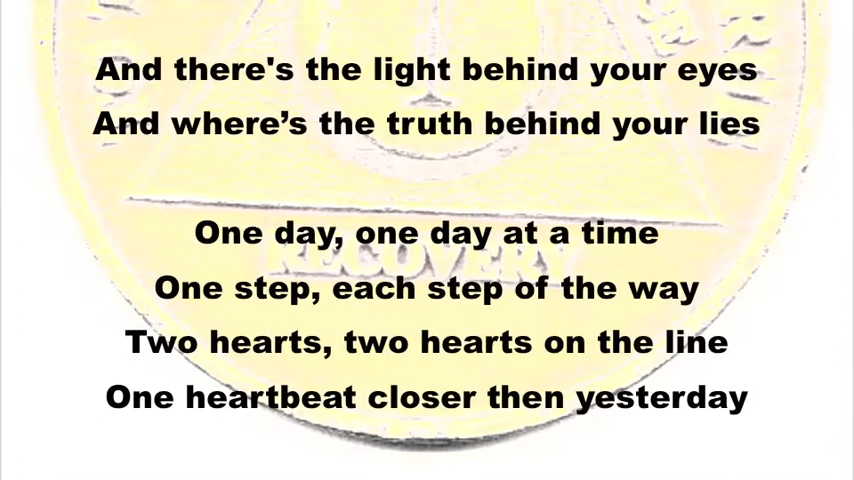 And there's the light behind your eyes
And where’s the truth behind your lies
One day, one day at a time
RECOVERY
One step, each step of the way
Two hearts, two hearts on the line
One heartbeat closer then yesterday